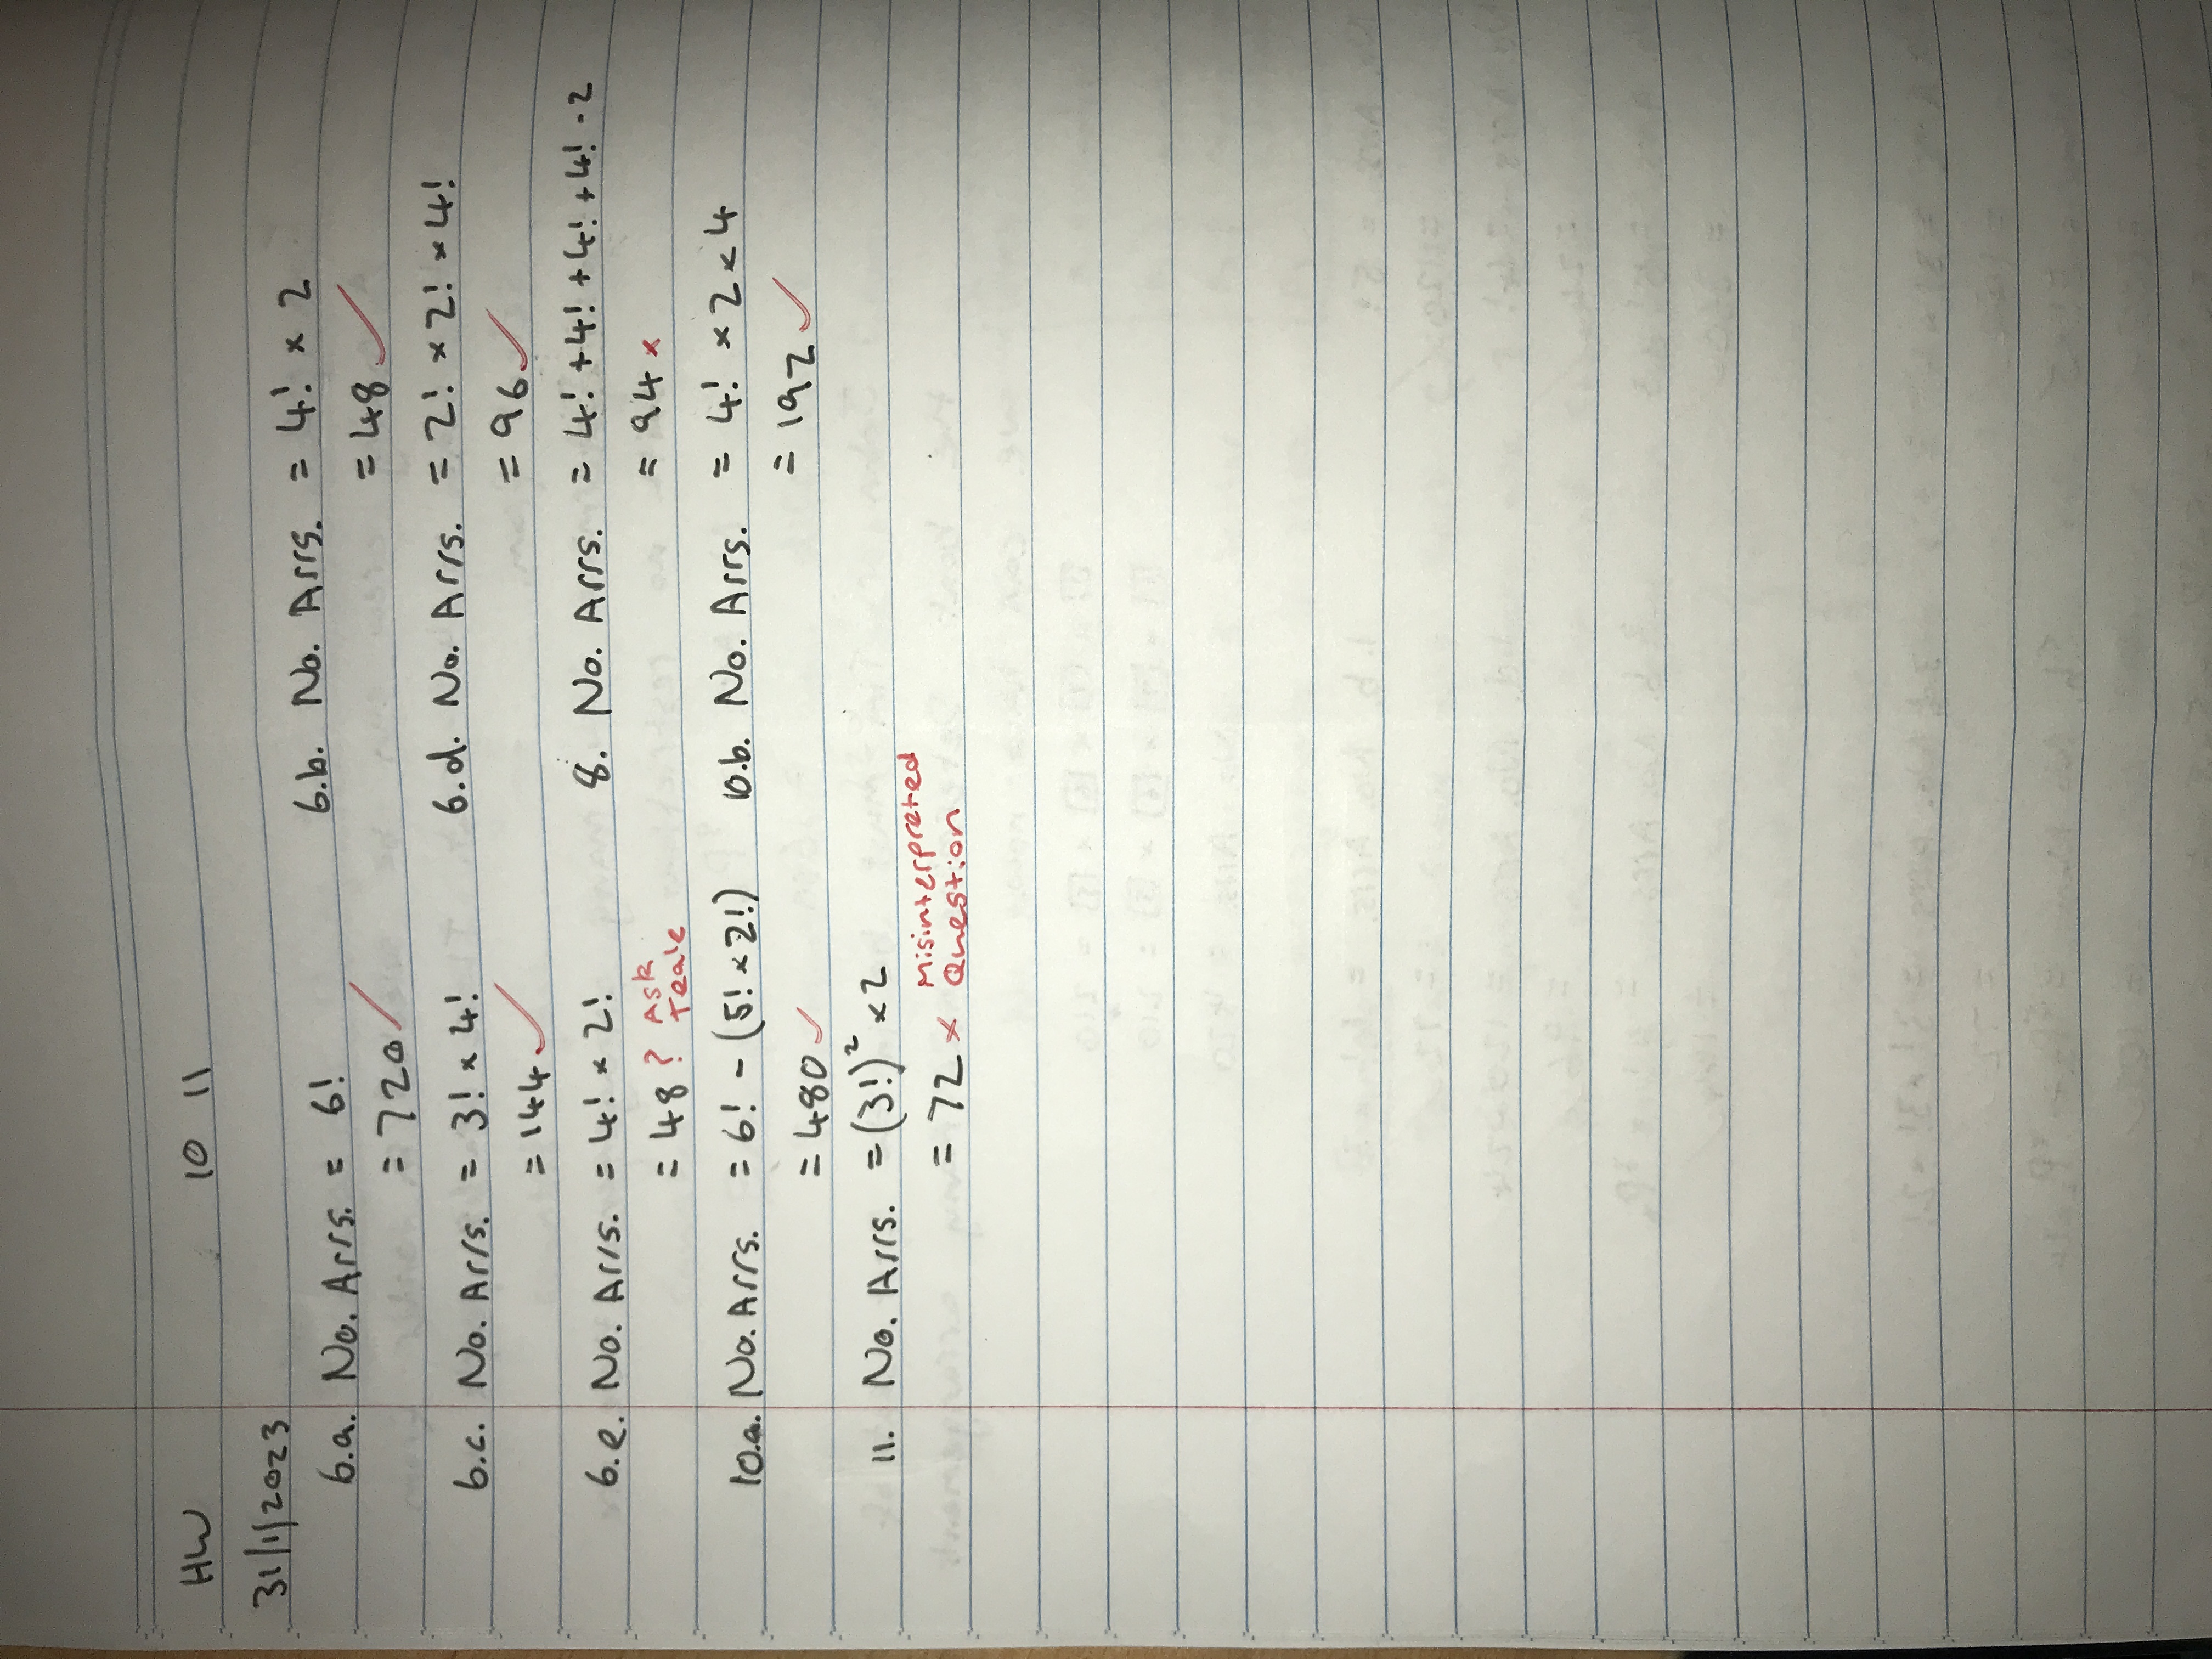 HW 10 11
31/1/2023
6.a. No. Arrs. = 6!
= 720 ✓
6.b. No. Arrs. = 4! × 2
= 48 ✓
6.c. No. Arrs. = 3! × 4!
= 144 ✓
6.d. No. Arrs. = 2! × 2! × 4!
= 96 ✓
6.e. No. Arrs. = 4! × 2!
= 48 ? Ask
Teale
8. No. Arrs. = 4! + 4! + 4! + 4! - 2
= 94 ×
10.a. No. Arrs. = 6! - (5! × 2!)
= 480 ✓
10.b. No. Arrs. = 4! × 2 × 4
= 192 ✓
11. No. Arrs. = (3!)² × 2
= 72 × Misinterpreted
Question